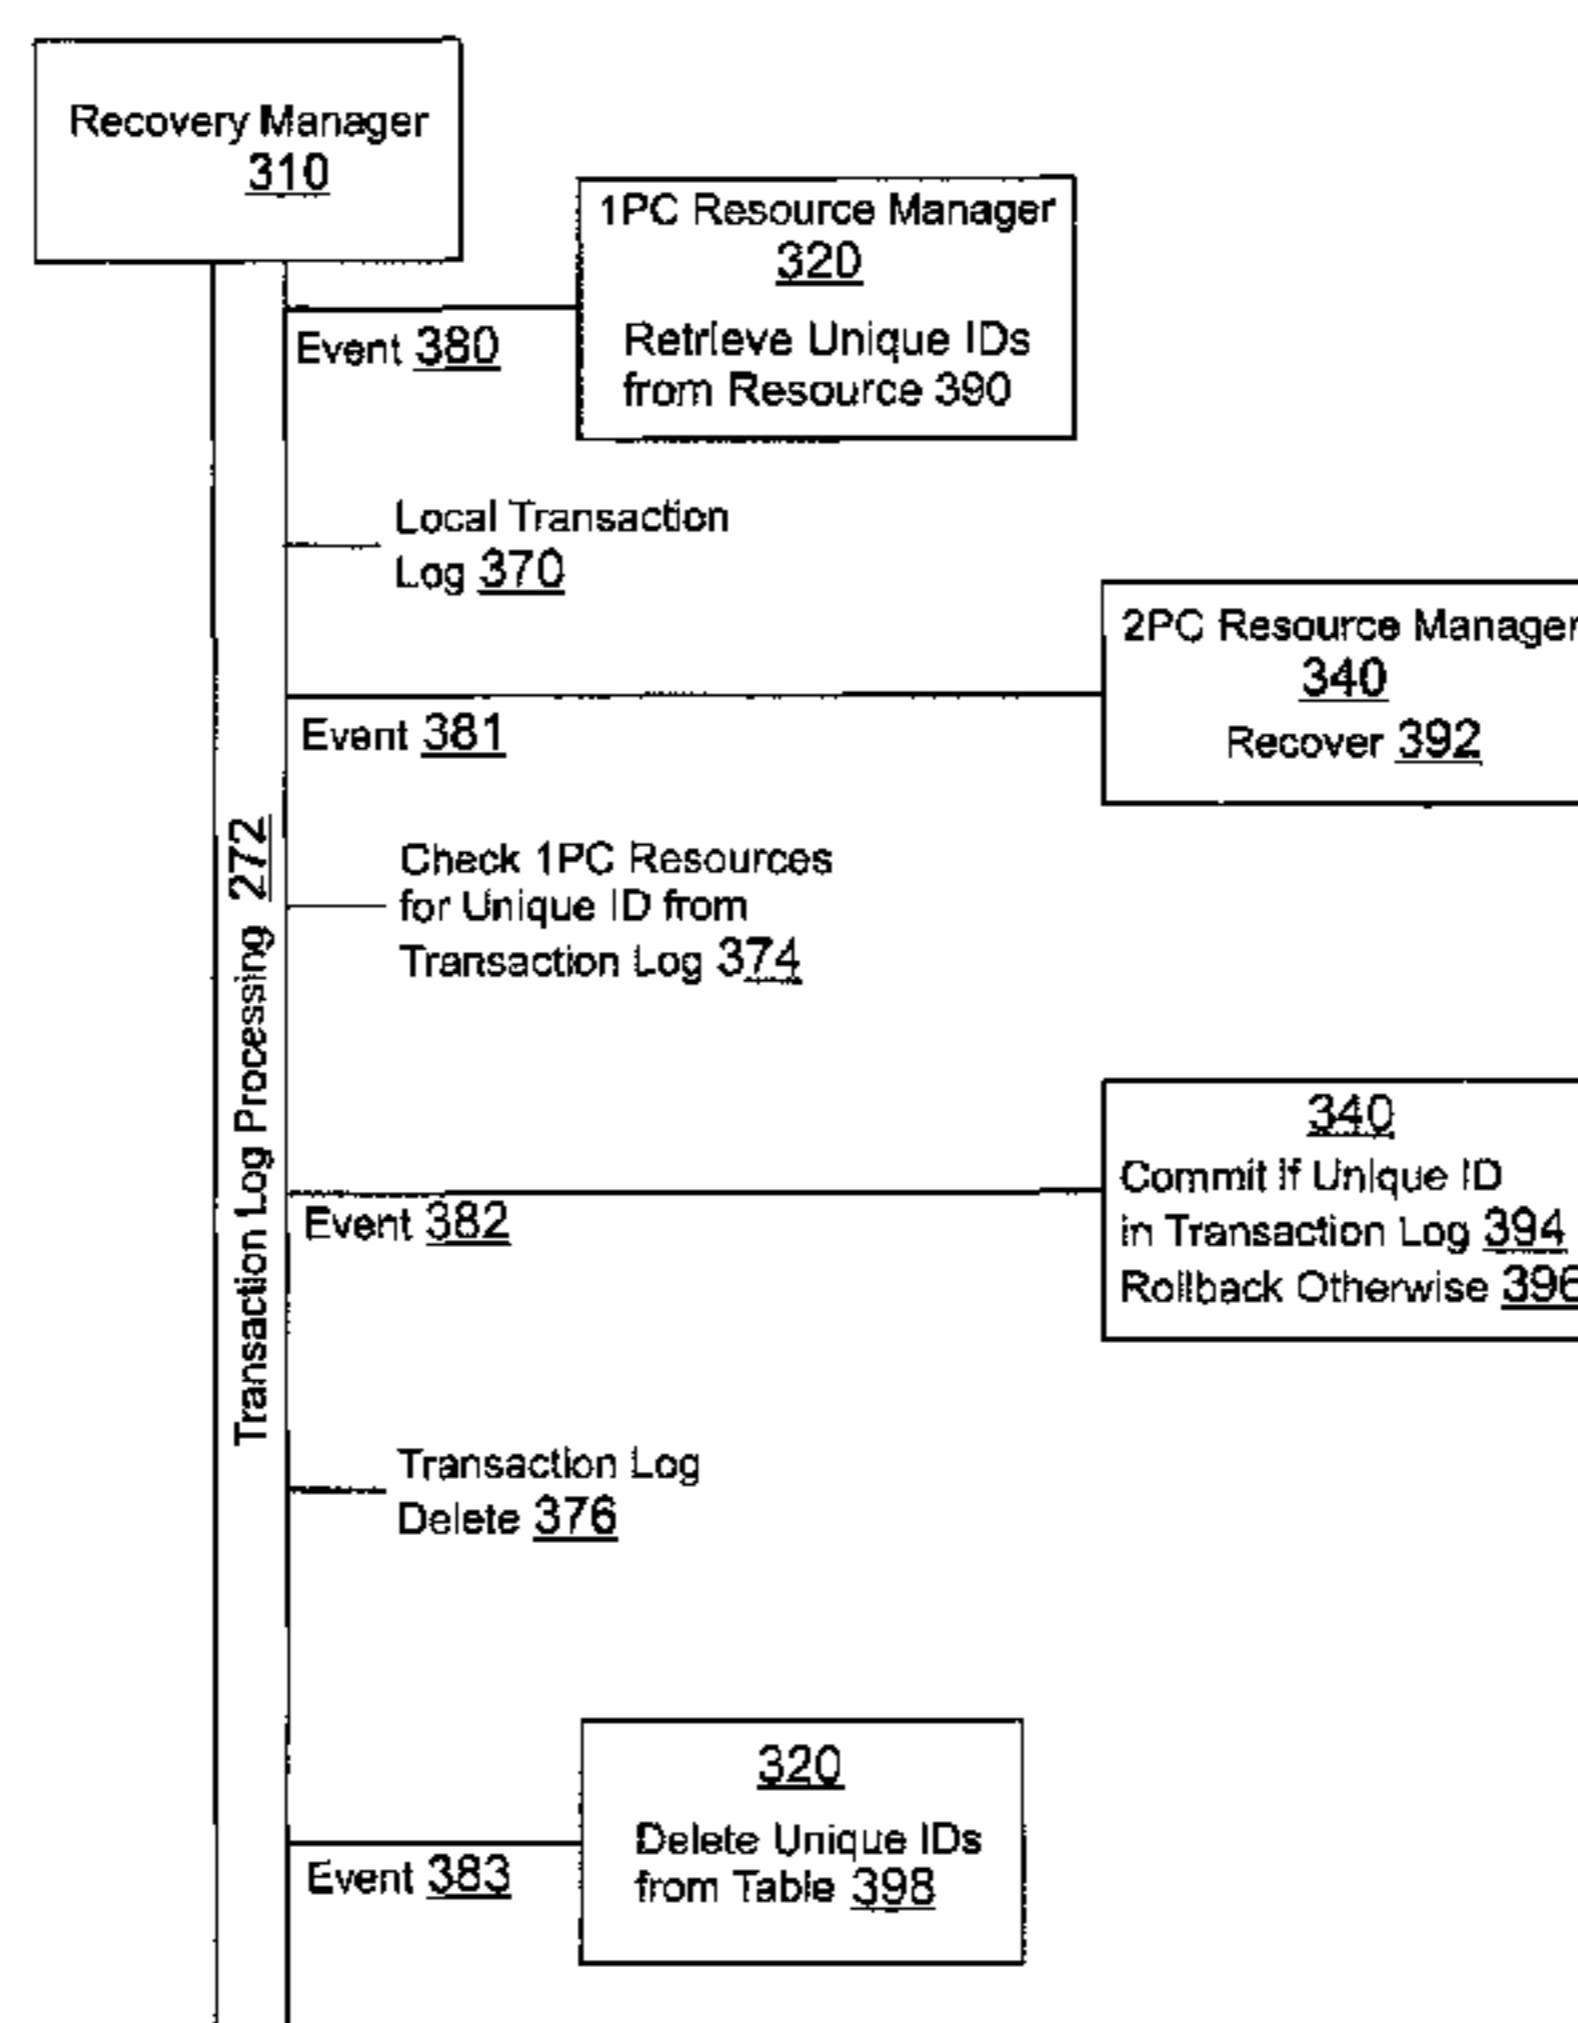 Recovery Manager
310
1PC Resource Manager
320
Retrieve Unique IDs
from Resource 390
Event 380
Local Transaction
Log 370
2PC Resource Manager
340
Recover 392
Event 381
Check 1PC Resources
for Unique ID from
Transaction Log 374
Transaction Log Processing 272
340
Commit if Unique ID
in Transaction Log 394
Rollback Otherwise 396
Event 382
Transaction Log
Delete 376
320
Delete Unique IDs
from Table 398
Event 383